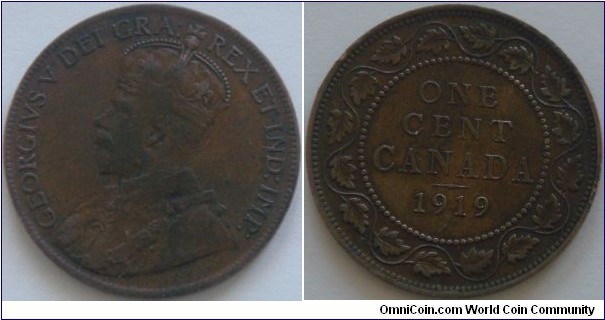 GEORGIVS V DEI GRA: REX ET IND: IMP:
ONE
CENT
CANADA
1919
OmniCoin.com World Coin Community